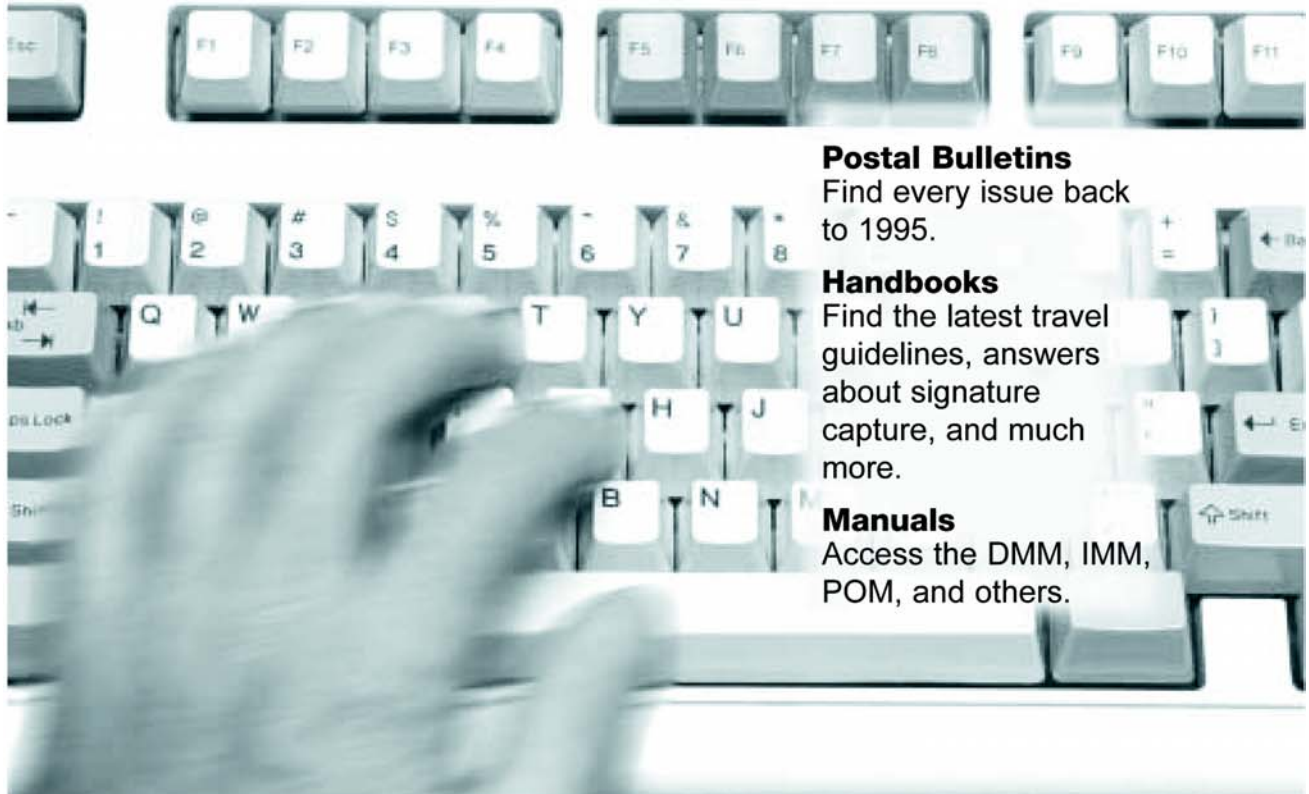 Esc F1 F2 F3 F4 F5 F6 F7 F8 F9 F10 F11
Postal Bulletins
Find every issue back
to 1995.
! @ # $ % & * +
1 2 3 4 5 6 7 8 =
Handbooks
Q W T Y U
Find the latest travel
guidelines, answers
about signature
capture, and much
more.
H J
B N M
Shift
Manuals
Access the DMM, IMM,
POM, and others.